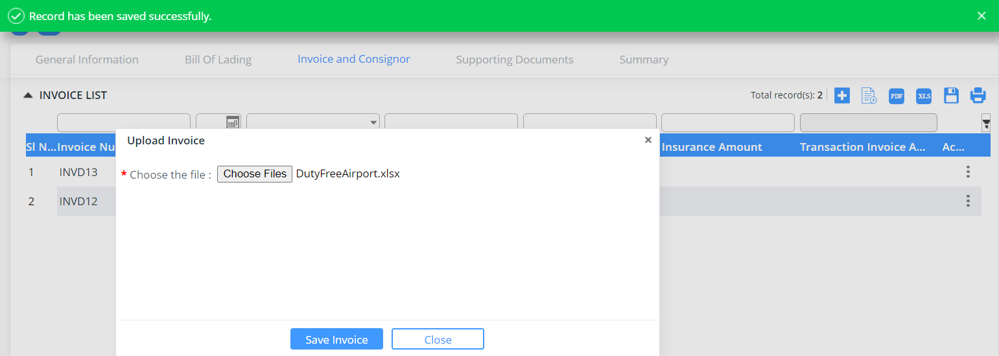 Record has been saved successfully.
General Information Bill Of Lading Invoice and Consignor Supporting Documents Summary
INVOICE LIST Total record(s): 2 PDF XLS
Sl N... Invoice Nu Insurance Amount Transaction Invoice A... Ac...
1 INVD13
2 INVD12
Upload Invoice ×
* Choose the file : Choose Files DutyFreeAirport.xlsx
Save Invoice Close